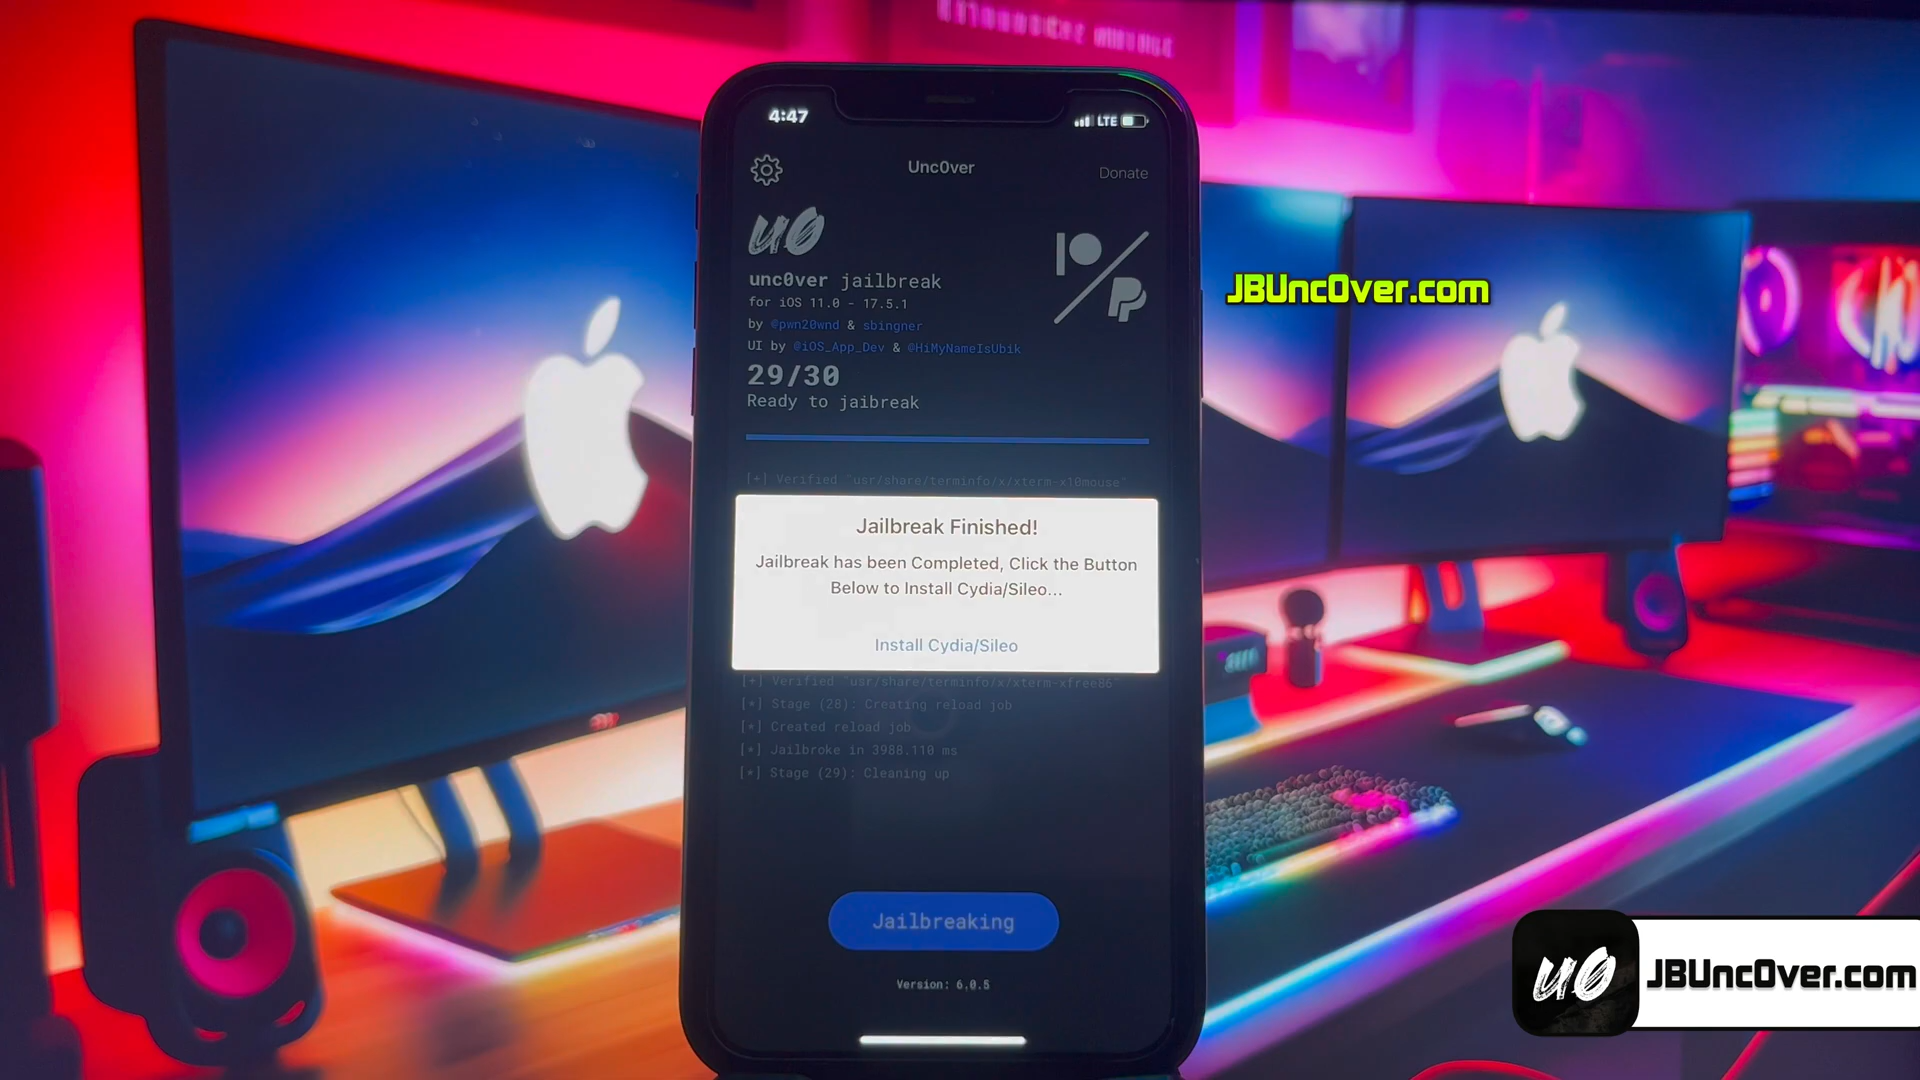 4:47
LTE
Unc0ver
Donate
u0
unc0ver jailbreak
for iOS 11.0 - 17.5.1
by @pwn20wnd & sbingner
UI by @iOS_App_Dev & @HiMyNameIsUbik
29/30
Ready to jaibreak
[+] Verified "usr/share/terminfo/x/xterm-x10mouse"
Jailbreak Finished!
Jailbreak has been Completed, Click the Button
Below to Install Cydia/Sileo...
Install Cydia/Sileo
[+] Verified "usr/share/terminfo/x/xterm-xfree86"
[*] Stage (28): Creating reload job
[*] Created reload job
[*] Jailbroke in 3988.110 ms
[*] Stage (29): Cleaning up
Jailbreaking
Version: 6.0.5
JBUnc0ver.com
u0
JBUnc0ver.com